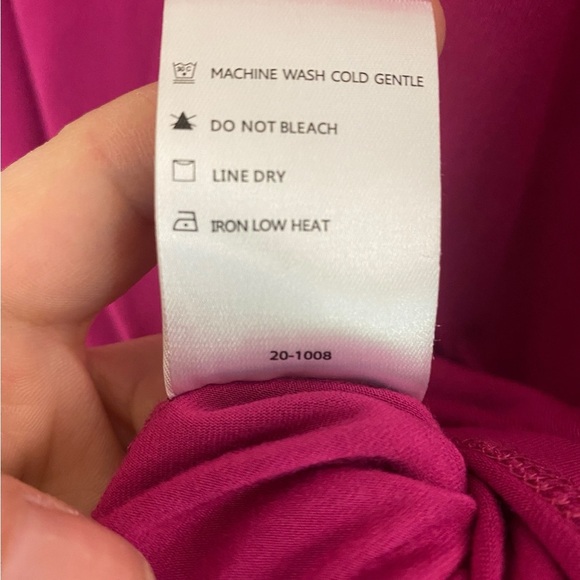 MACHINE WASH COLD GENTLE
DO NOT BLEACH
LINE DRY
IRON LOW HEAT
20-1008